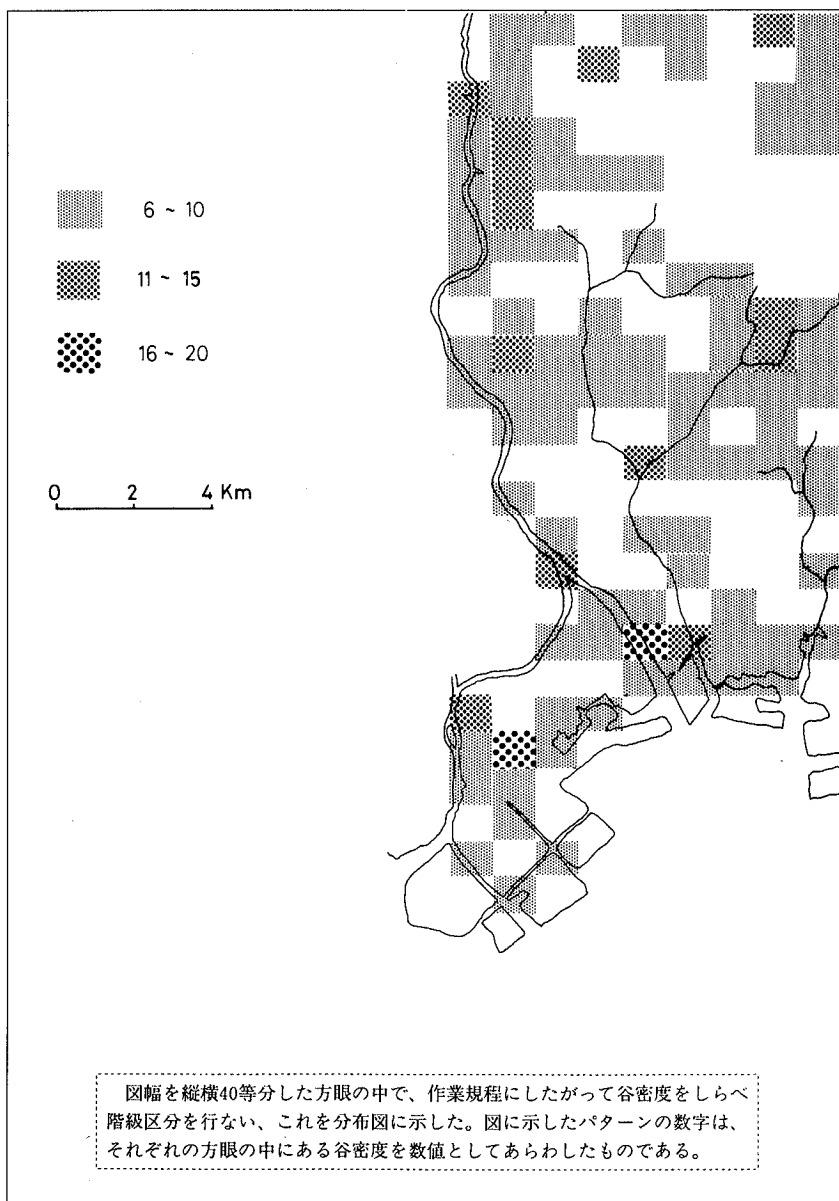 6 ~ 10
11 ~ 15
16 ~ 20
0 2 4 Km
図幅を縦横40等分した方眼の中で、作業規程にしたがって谷密度をしらべ
階級区分を行ない、これを分布図に示した。図に示したパターンの数字は、
それぞれの方眼の中にある谷密度を数値としてあらわしたものである。